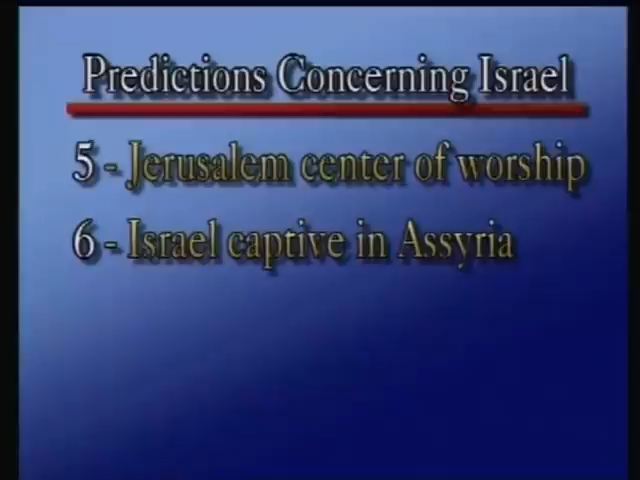 Predictions Concerning Israel
5 - Jerusalem center of worship
6 - Israel captive in Assyria